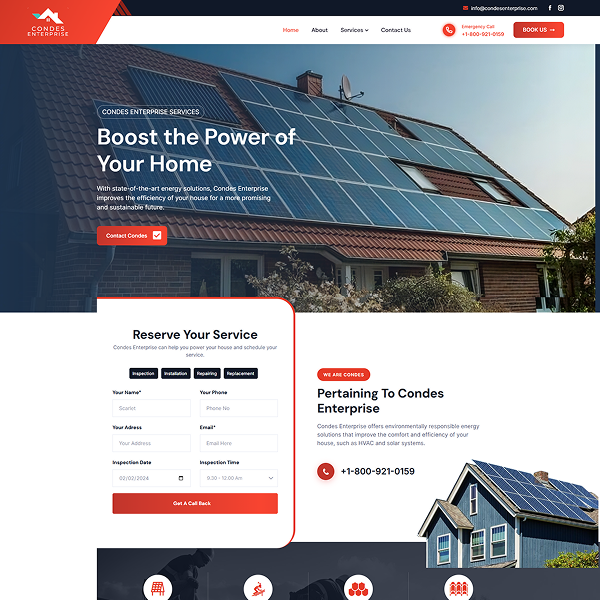 info@condesenterprise.com
CONDES
ENTERPRISE
Home
About
Services
Contact Us
Emergency Call
+1-800-921-0159
BOOK US
CONDES ENTERPRISE SERVICES
Boost the Power of
Your Home
With state-of-the-art energy solutions, Condes Enterprise
improves the efficiency of your house for a more promising
and sustainable future.
Contact Condes
Reserve Your Service
Condes Enterprise can help you power your house and schedule your
service.
Inspection Installation Repairing Replacement
Your Name* Your Phone
Scarlet Phone No
Your Adress Email*
Your Address Email Here
Inspection Date Inspection Time
02/02/2024 9:30 - 10:00 Am
Get A Call Back
WE ARE CONDES
Pertaining To Condes
Enterprise
Condes Enterprise offers environmentally responsible energy
solutions that improve the comfort and efficiency of your
house, such as HVAC and solar systems.
+1-800-921-0159